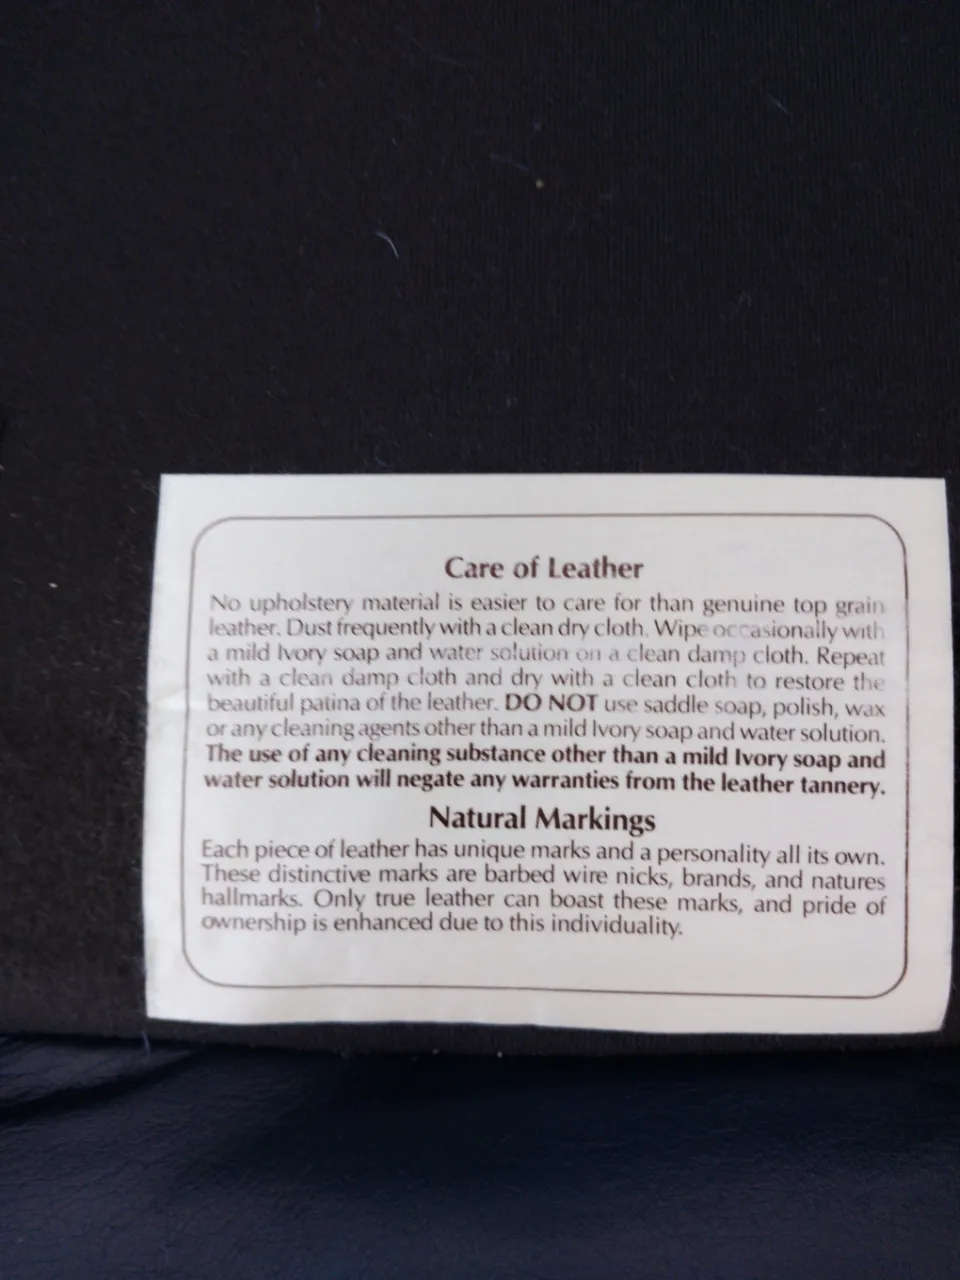 Care of Leather
No upholstery material is easier to care for than genuine top grain
leather. Dust frequently with a clean dry cloth. Wipe occasionally with
a mild Ivory soap and water solution on a clean damp cloth. Repeat
with a clean damp cloth and dry with a clean cloth to restore the
beautiful patina of the leather. DO NOT use saddle soap, polish, wax
or any cleaning agents other than a mild Ivory soap and water solution.
The use of any cleaning substance other than a mild Ivory soap and
water solution will negate any warranties from the leather tannery.
Natural Markings
Each piece of leather has unique marks and a personality all its own.
These distinctive marks are barbed wire nicks, brands, and natures
hallmarks. Only true leather can boast these marks, and pride of
ownership is enhanced due to this individuality.